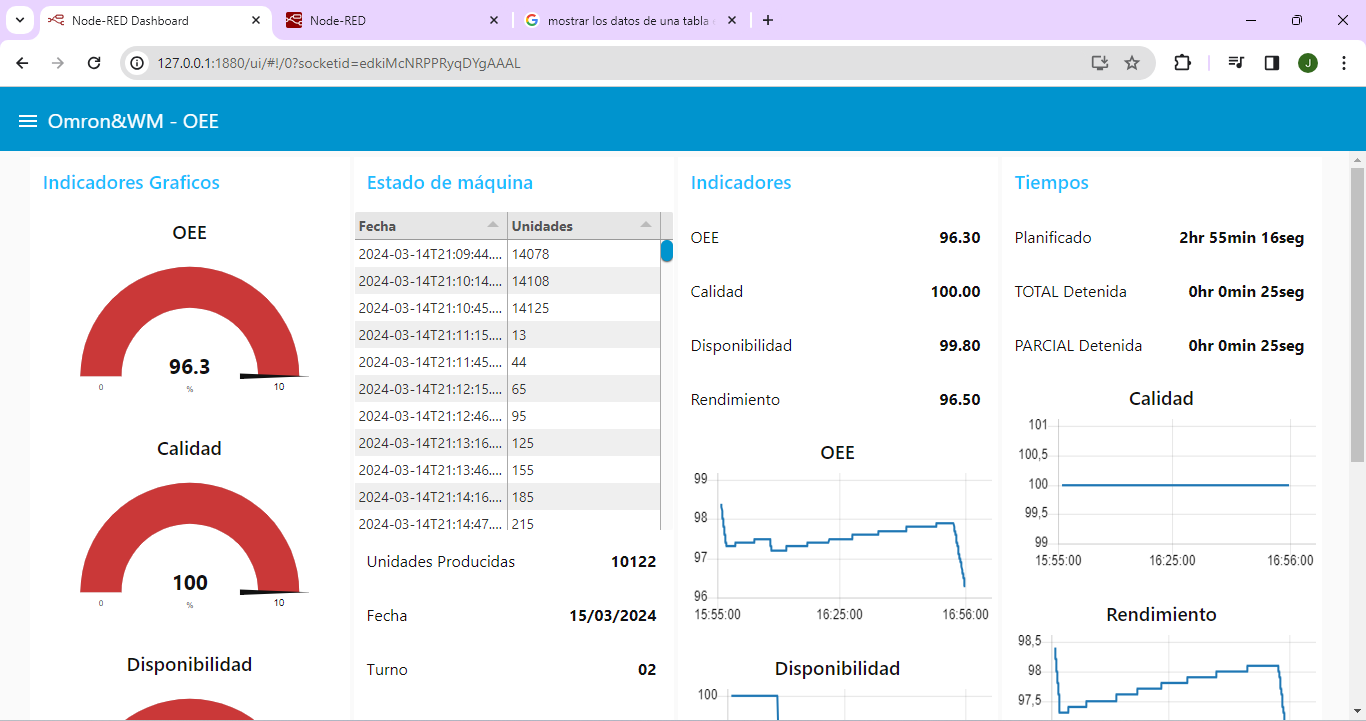 Node-RED Dashboard
Node-RED
mostrar los datos de una tabla
127.0.0.1:1880/ui/#!/0?socketid=edkiMcNRPPRyqDYgAAAL
J
Omron&WM - OEE
Indicadores Graficos
OEE
96.3
%
0
10
Calidad
100
%
0
10
Disponibilidad
Estado de máquina
Fecha Unidades
2024-03-14T21:09:44.... 14078
2024-03-14T21:10:14.... 14108
2024-03-14T21:10:45.... 14125
2024-03-14T21:11:15.... 13
2024-03-14T21:11:45.... 44
2024-03-14T21:12:15.... 65
2024-03-14T21:12:46.... 95
2024-03-14T21:13:16.... 125
2024-03-14T21:13:46.... 155
2024-03-14T21:14:16.... 185
2024-03-14T21:14:47.... 215
Unidades Producidas 10122
Fecha 15/03/2024
Turno 02
Indicadores
OEE 96.30
Calidad 100.00
Disponibilidad 99.80
Rendimiento 96.50
OEE
99
98
97
96
15:55:00 16:25:00 16:56:00
Disponibilidad
100
Tiempos
Planificado 2hr 55min 16seg
TOTAL Detenida 0hr 0min 25seg
PARCIAL Detenida 0hr 0min 25seg
Calidad
101
100,5
100
99,5
99
15:55:00 16:25:00 16:56:00
Rendimiento
98,5
98
97,5